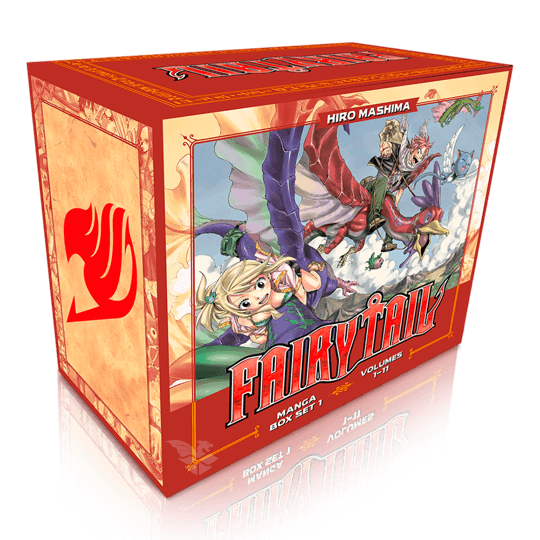 HIRO MASHIMA
FAIRY TAIL
MANGA
BOX SET 1
VOLUMES
1-11